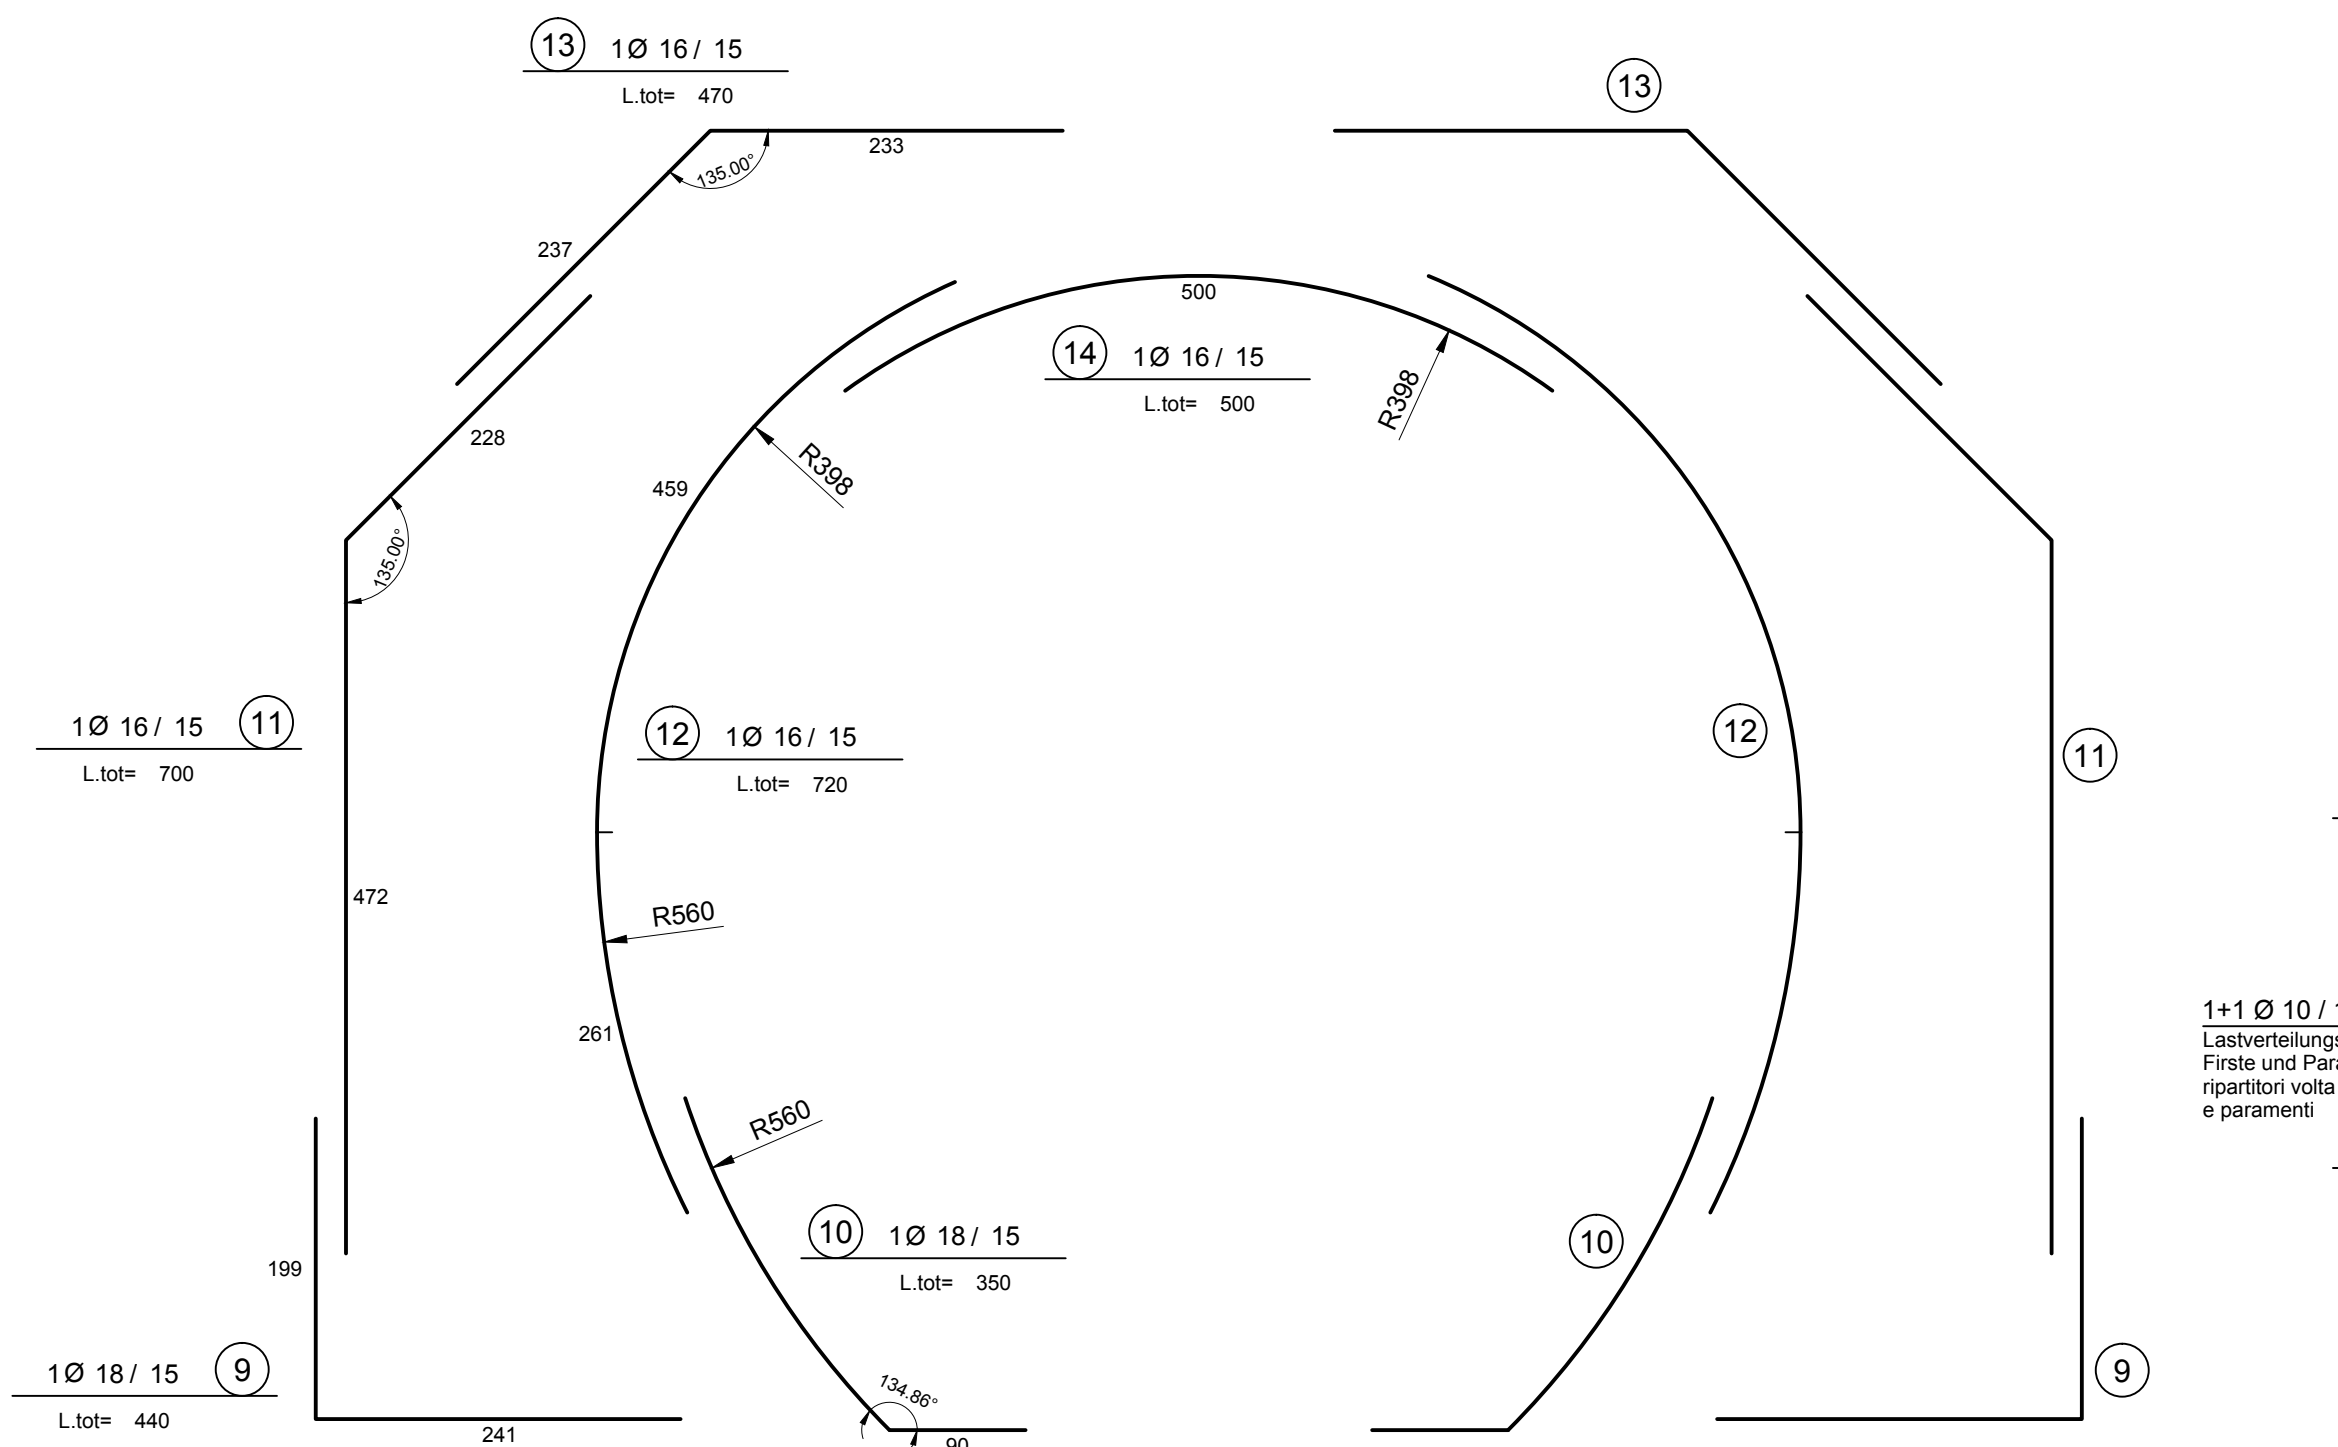 13 1Ø 16 / 15
L.tot= 470
13
233
135.00°
237
500
14 1Ø 16 / 15
L.tot= 500
R398
228
R398
459
135.00°
1Ø 16 / 15 11
L.tot= 700
12 1Ø 16 / 15
L.tot= 720
12
11
472
R560
1+1 Ø 10 /
261
Lastverteilungs
Firste und Para
ripartitori volta
e paramenti
R560
10 1Ø 18 / 15
L.tot= 350
10
199
1Ø 18 / 15 9
L.tot= 440
134.86°
9
241
90